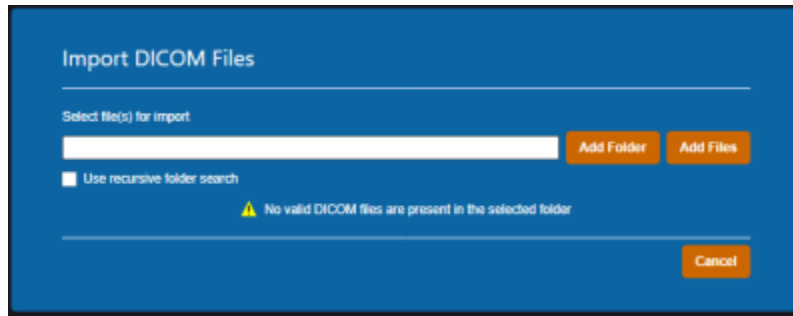 Import DICOM Files
Select file(s) for import
Add Folder Add Files
Use recursive folder search
No valid DICOM files are present in the selected folder
Cancel